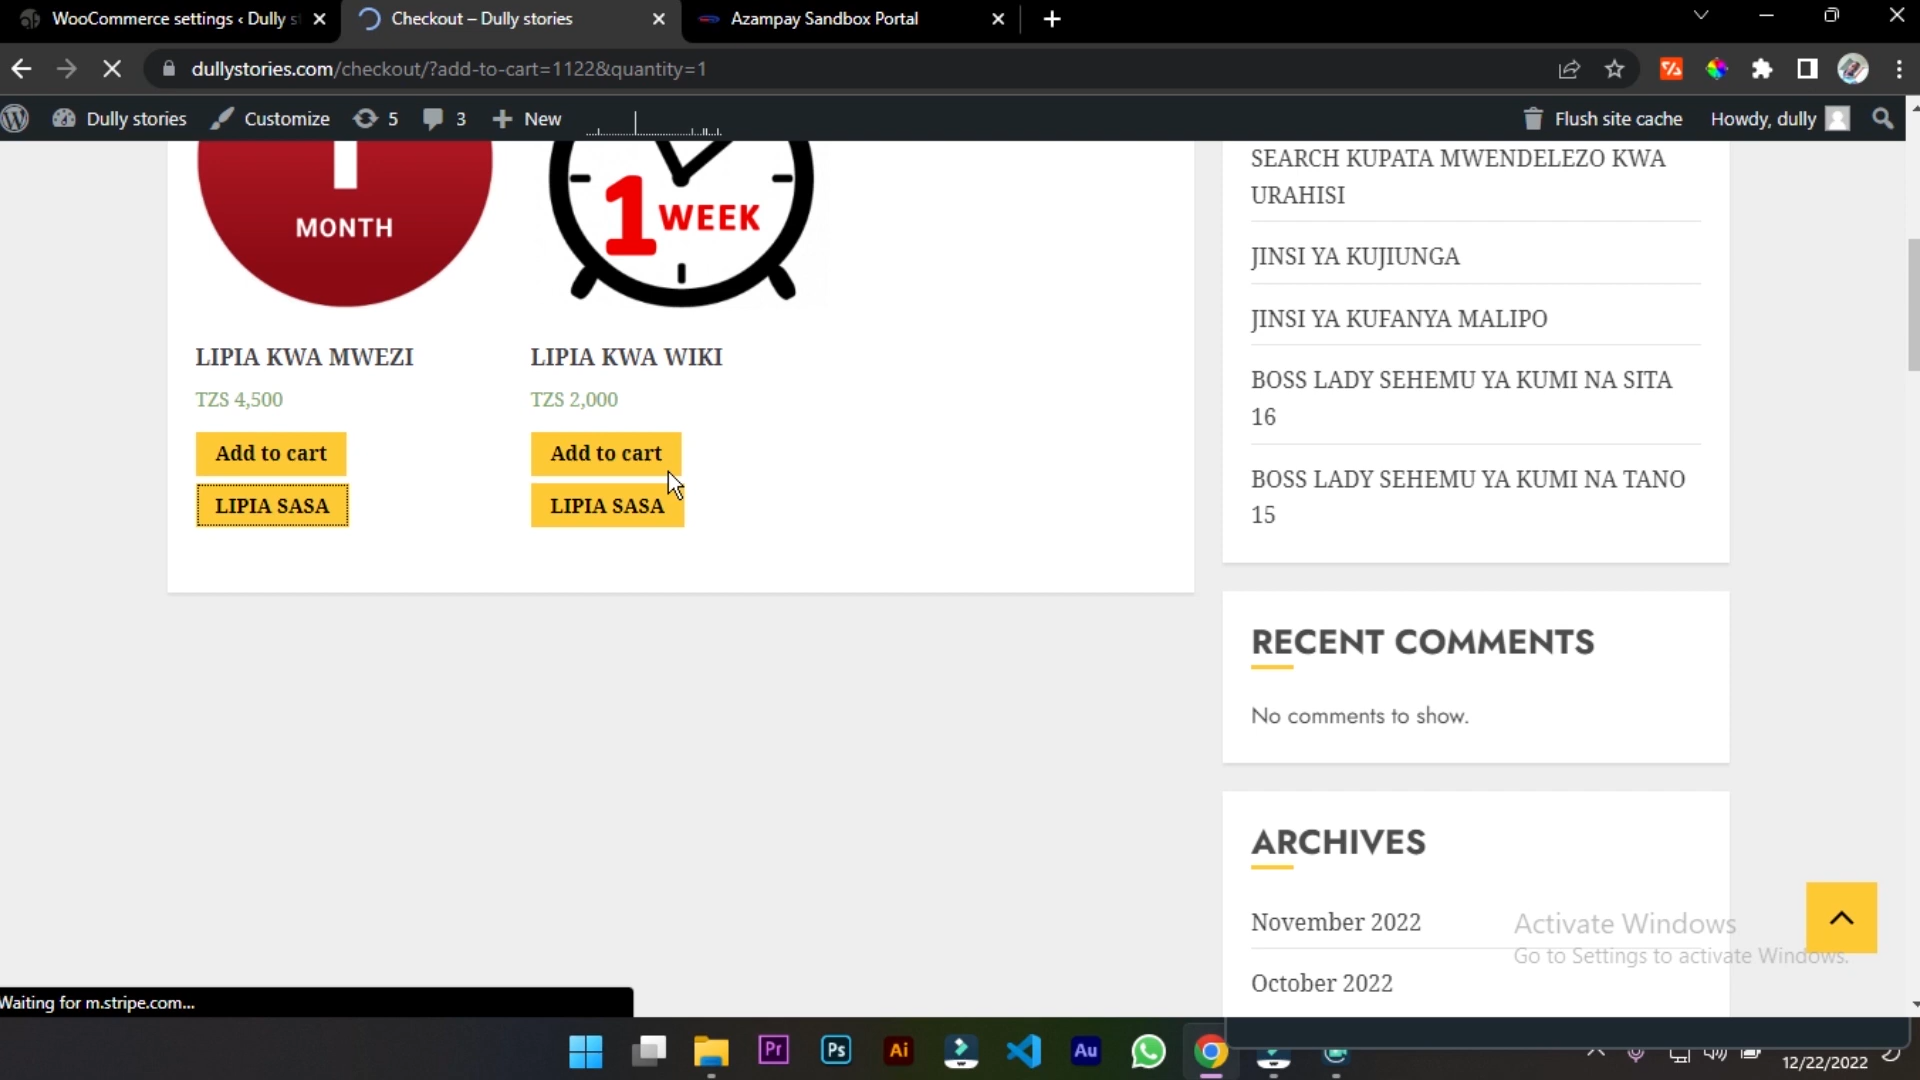 WooCommerce settings ‹ Dully s
Checkout – Dully stories
Azampay Sandbox Portal
dullystories.com/checkout/?add-to-cart=1122&quantity=1
Dully stories
Customize
5
3
New
Flush site cache
Howdy, dully
1
MONTH
1 WEEK
LIPIA KWA MWEZI
TZS 4,500
Add to cart
LIPIA SASA
LIPIA KWA WIKI
TZS 2,000
Add to cart
LIPIA SASA
SEARCH KUPATA MWENDELEZO KWA
URAHISI
JINSI YA KUJIUNGA
JINSI YA KUFANYA MALIPO
BOSS LADY SEHEMU YA KUMI NA SITA
16
BOSS LADY SEHEMU YA KUMI NA TANO
15
RECENT COMMENTS
No comments to show.
ARCHIVES
November 2022
October 2022
Activate Windows
Go to Settings to activate Windows.
Waiting for m.stripe.com...
Pr
Ps
Ai
Au
12/22/2022